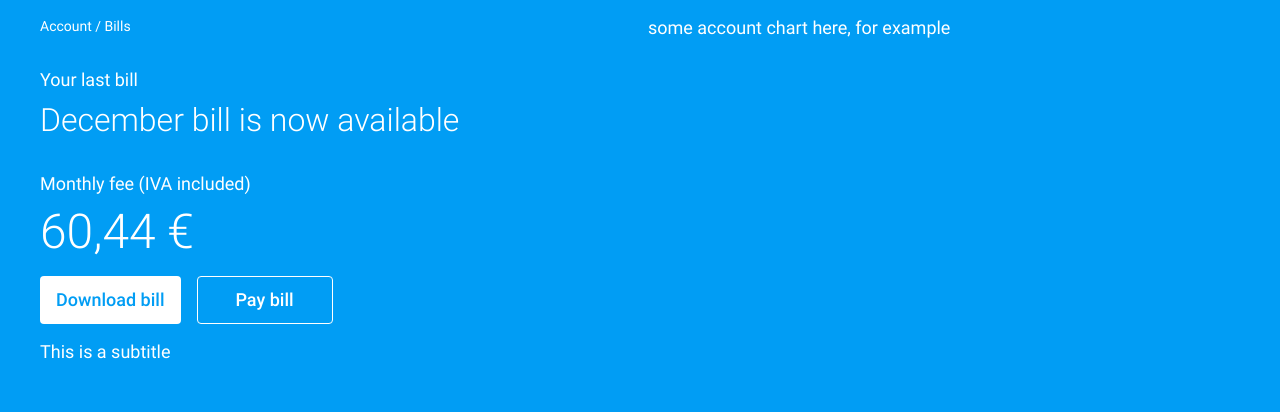 Account / Bills
Your last bill
December bill is now available
Monthly fee (IVA included)
60,44 €
Download bill
Pay bill
This is a subtitle
some account chart here, for example